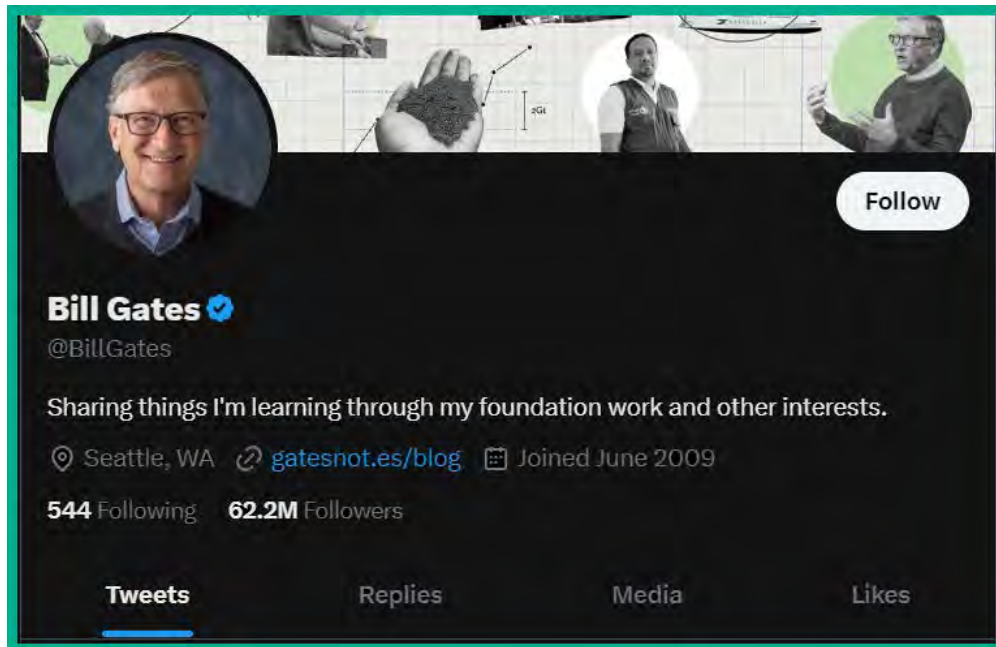 2Gt
Follow
Bill Gates
@BillGates
Sharing things I'm learning through my foundation work and other interests.
Seattle, WA gatesnot.es/blog Joined June 2009
544 Following 62.2M Followers
Tweets Replies Media Likes